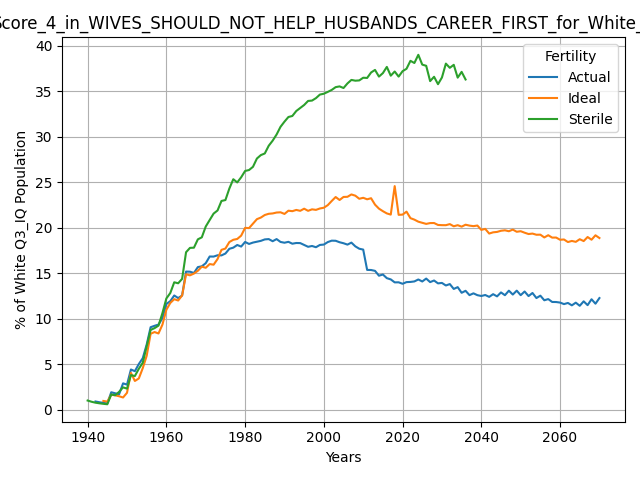 Score_4_in_WIVES_SHOULD_NOT_HELP_HUSBANDS_CAREER_FIRST_for_White_
% of White Q3_IQ Population
40
35
30
25
20
15
10
5
0
Fertility
Actual
Ideal
Sterile
1940
1960
1980
2000
2020
2040
2060
Years